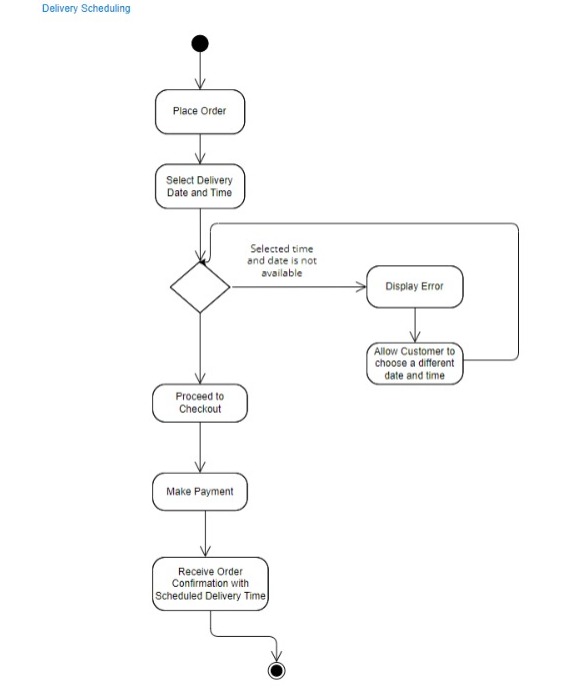 Delivery Scheduling
Place Order
Select Delivery
Date and Time
Selected time
and date is not
available
Display Error
Allow Customer to
choose a different
date and time
Proceed to
Checkout
Make Payment
Receive Order
Confirmation with
Scheduled Delivery Time